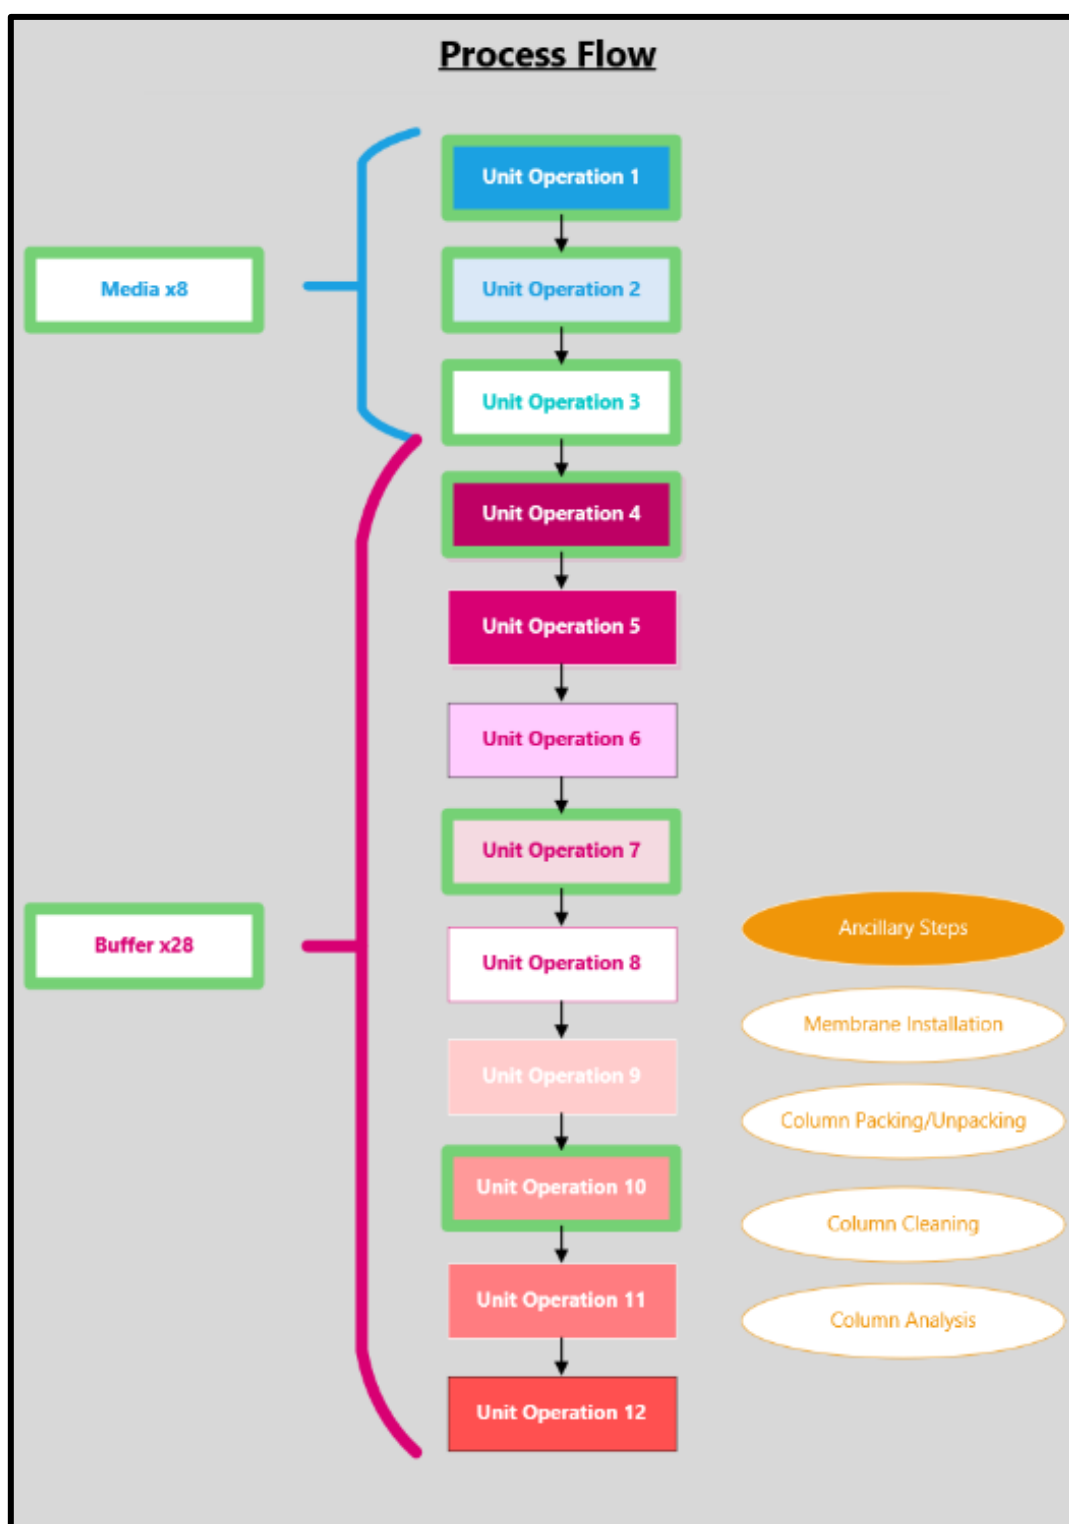 Process Flow
Unit Operation 1
Media x8
Unit Operation 2
Unit Operation 3
Unit Operation 4
Unit Operation 5
Unit Operation 6
Unit Operation 7
Buffer x28
Unit Operation 8
Unit Operation 9
Unit Operation 10
Unit Operation 11
Unit Operation 12
Ancillary Steps
Membrane Installation
Column Packing/Unpacking
Column Cleaning
Column Analysis